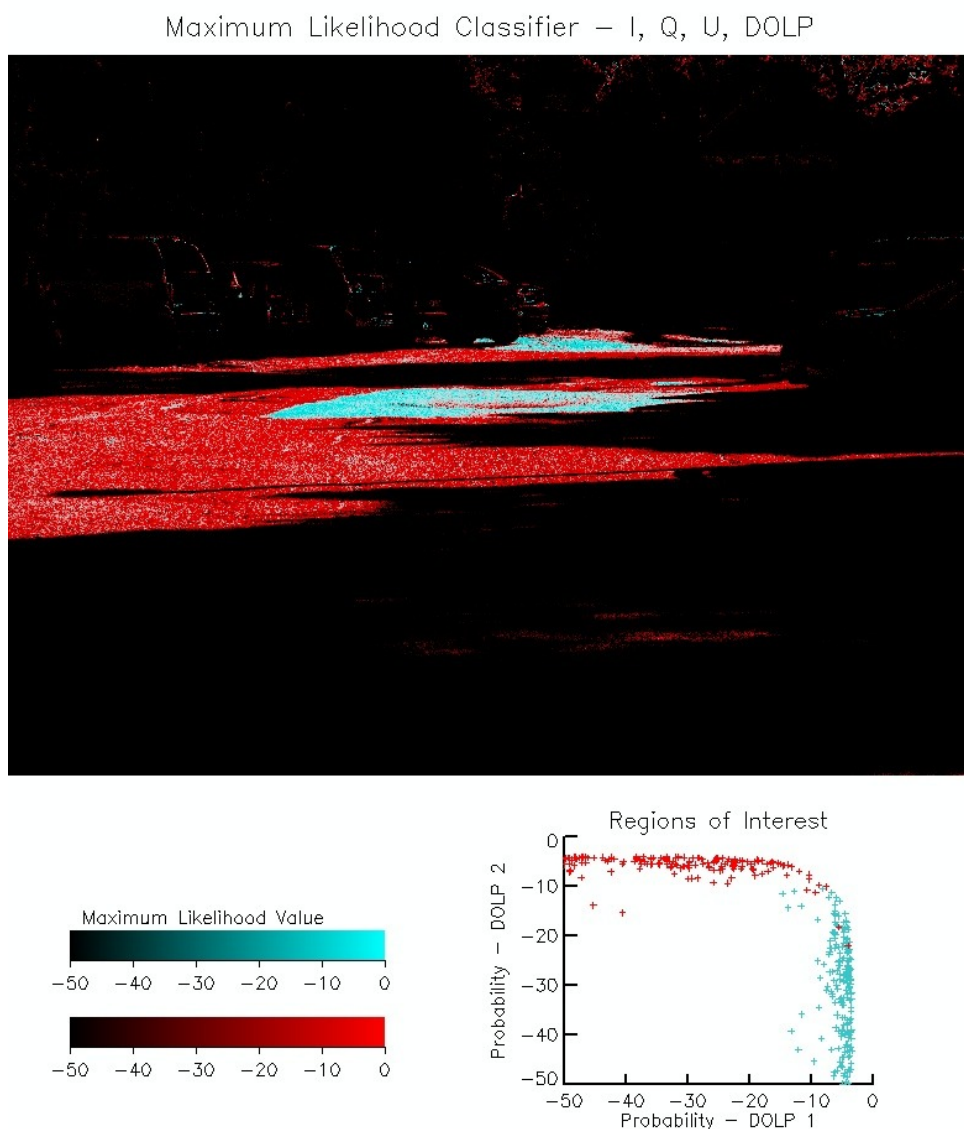 Maximum Likelihood Classifier – I, Q, U, DOLP
Maximum Likelihood Value
−50 −40 −30 −20 −10 0
−50 −40 −30 −20 −10 0
Regions of Interest
Probability – DOLP 2
0
−10
−20
−30
−40
−50
−50 −40 −30 −20 −10 0
Probability – DOLP 1